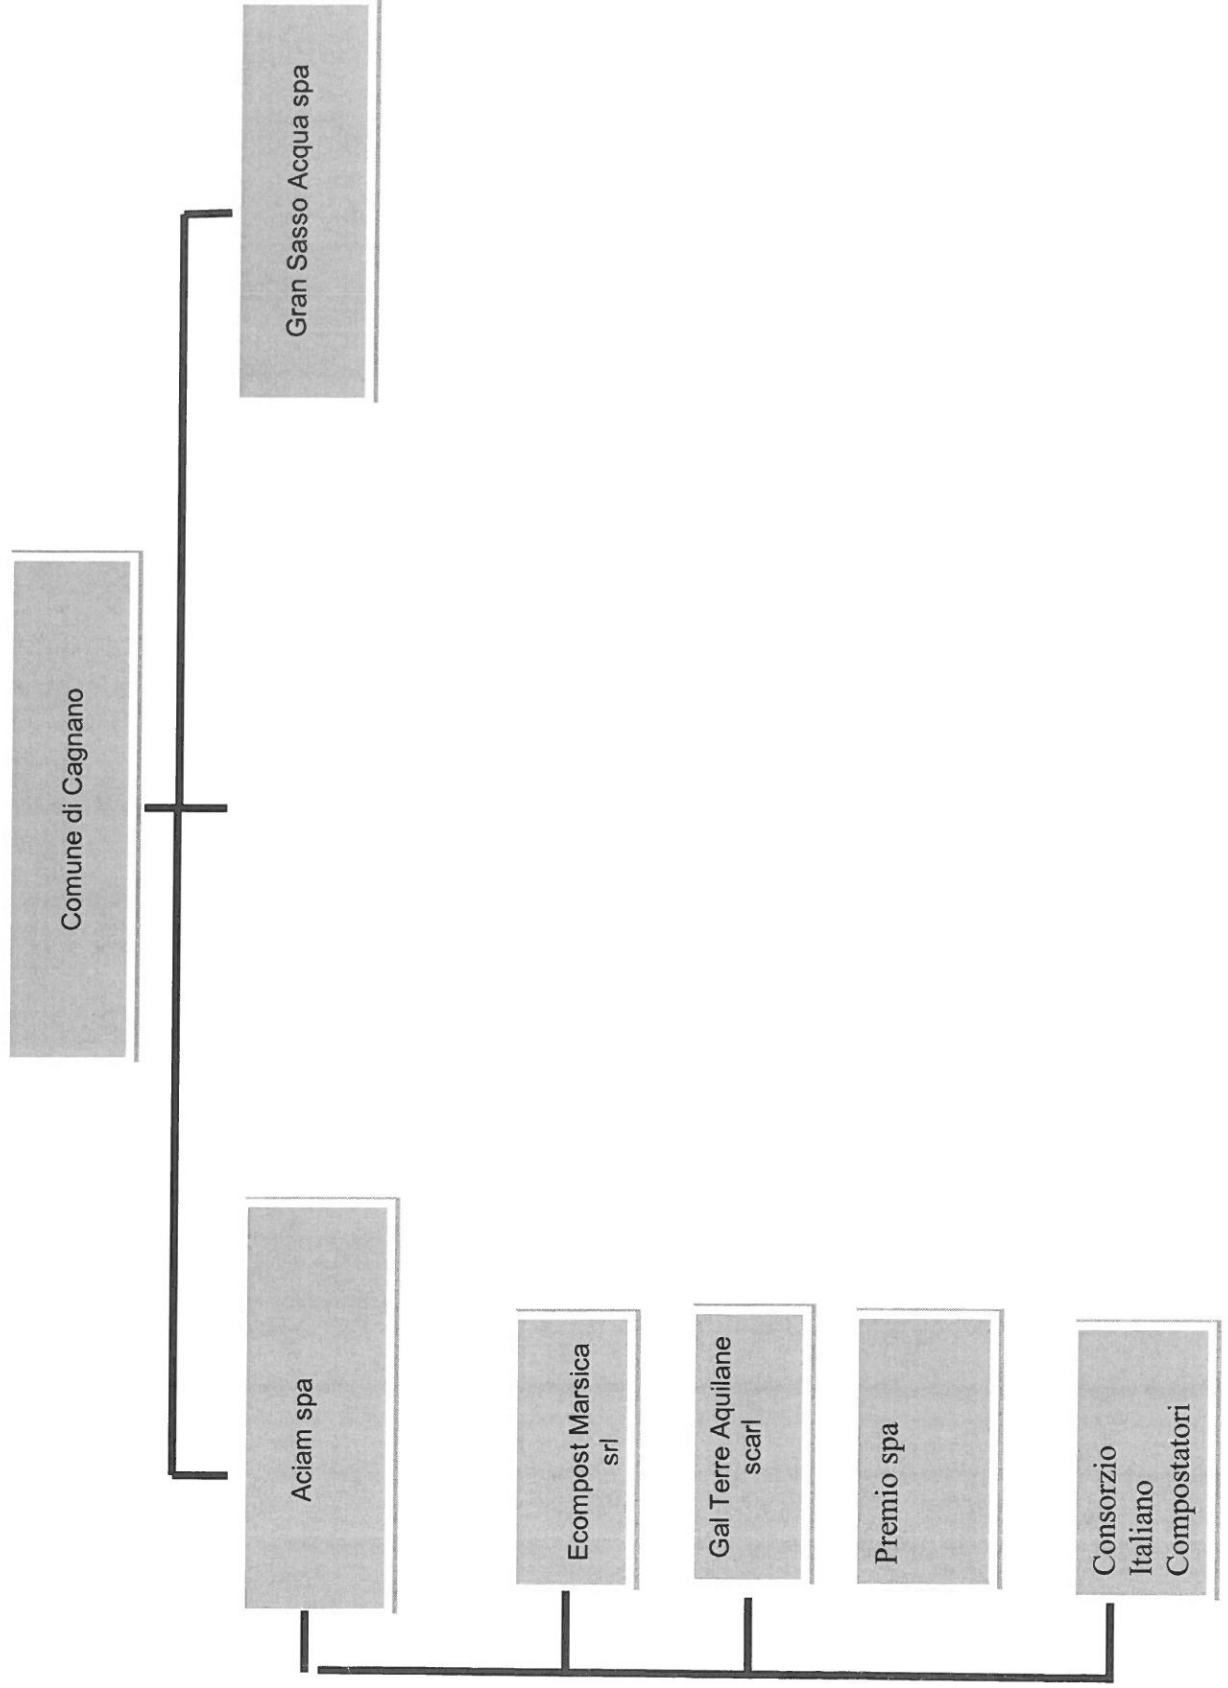 Comune di Cagnano
Aciam spa
Gran Sasso Acqua spa
Ecompost Marsica
srl
Gal Terre Aquilane
scarl
Premio spa
Consorzio
Italiano
Compostatori